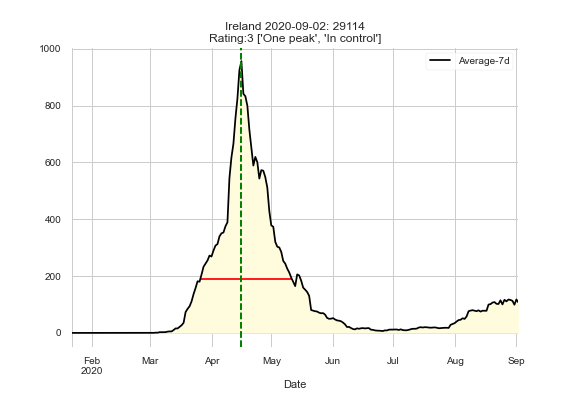 Ireland 2020-09-02: 29114
Rating:3 ['One peak', 'In control']
Average-7d
1000
800
600
400
200
0
Feb Mar Apr May Jun Jul Aug Sep
2020
Date